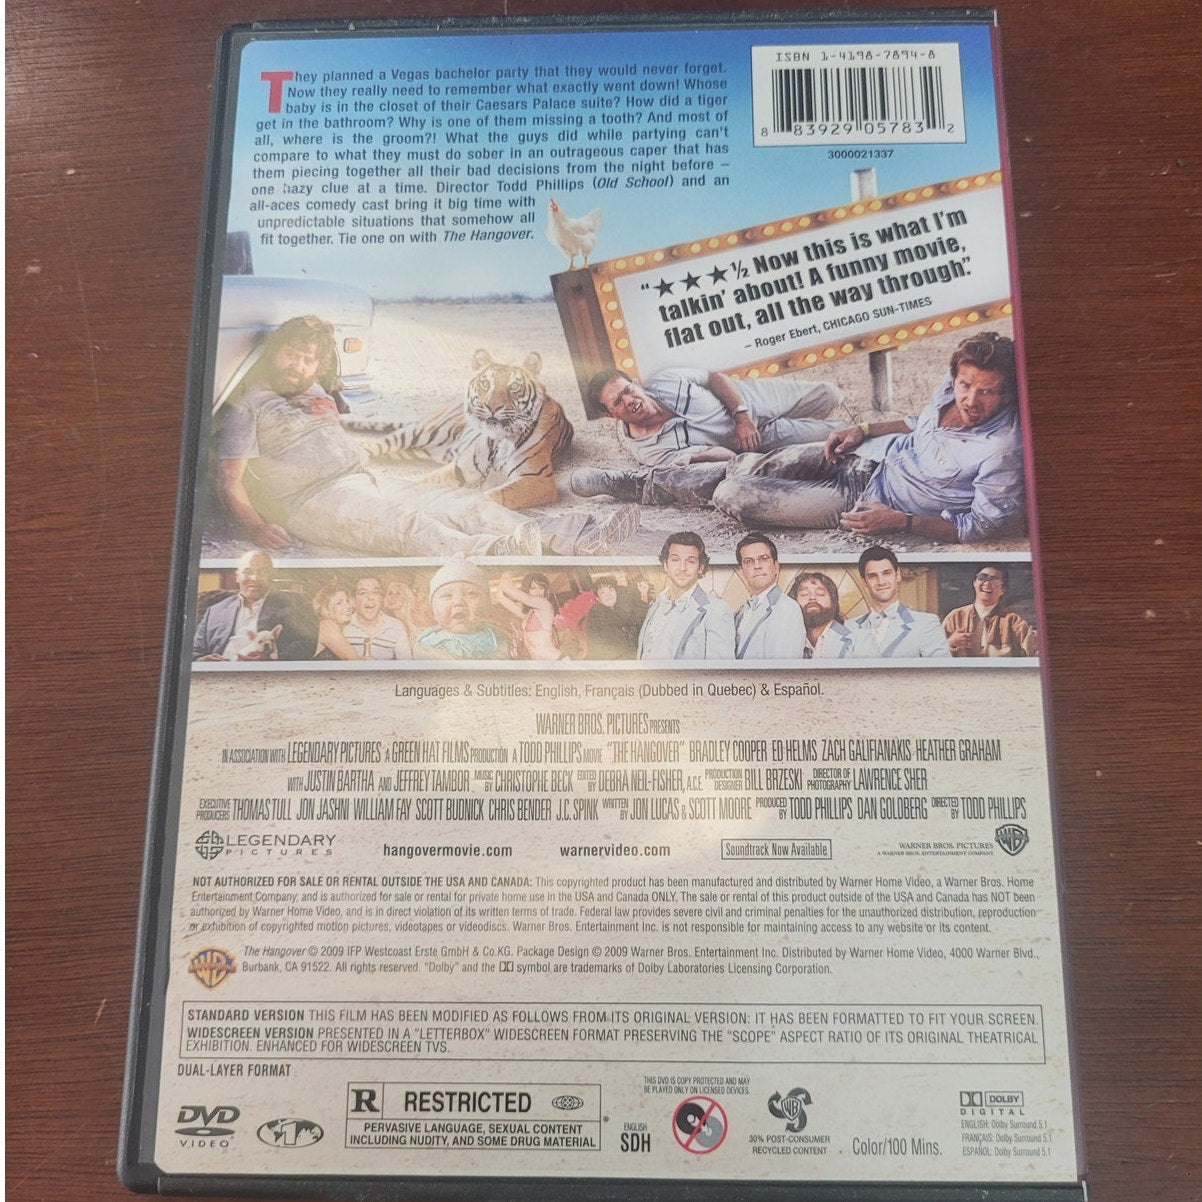 They planned a Vegas bachelor party that they would never forget.
Now they really need to remember what exactly went down! Whose
baby is in the closet of their Caesars Palace suite? How did a tiger
get in the bathroom? Why is one of them missing a tooth? And most of
all, where is the groom?! What the guys did while partying can't
compare to what they must do sober in an outrageous caper that has
them piecing together all their bad decisions from the night before –
one hazy clue at a time. Director Todd Phillips (Old School) and an
all-aces comedy cast bring it big time with
unpredictable situations that somehow all
fit together. Tie one on with The Hangover.
ISBN 1-4198-7894-8
8 83929 05783 2
3000021337
"★★★½ Now this is what I'm
talkin' about! A funny movie,
flat out, all the way through."
– Roger Ebert, CHICAGO SUN-TIMES
Languages & Subtitles: English, Français (Dubbed in Quebec) & Español.
WARNER BROS. PICTURES PRESENTS
IN ASSOCIATION WITH LEGENDARY PICTURES A GREEN HAT FILMS PRODUCTION A TODD PHILLIPS MOVIE "THE HANGOVER" BRADLEY COOPER ED HELMS ZACH GALIFIANAKIS HEATHER GRAHAM
WITH JUSTIN BARTHA AND JEFFREY TAMBOR MUSIC BY CHRISTOPHE BECK EDITED BY DEBRA NEIL-FISHER, A.C.E. PRODUCTION DESIGNER BILL BRZESKI DIRECTOR OF PHOTOGRAPHY LAWRENCE SHER
EXECUTIVE PRODUCERS THOMAS TULL JON JASHNI WILLIAM FAY SCOTT BUDNICK CHRIS BENDER J.C. SPINK WRITTEN BY JON LUCAS & SCOTT MOORE PRODUCED BY TODD PHILLIPS DAN GOLDBERG DIRECTED BY TODD PHILLIPS
LEGENDARY
PICTURES
hangovermovie.com
warnervideo.com
Soundtrack Now Available
WARNER BROS. PICTURES
A WARNER BROS. ENTERTAINMENT COMPANY
WB
NOT AUTHORIZED FOR SALE OR RENTAL OUTSIDE THE USA AND CANADA: This copyrighted product has been manufactured and distributed by Warner Home Video, a Warner Bros. Home
Entertainment Company, and is authorized for sale or rental for private home use in the USA and Canada ONLY. The sale or rental of this product outside of the USA and Canada has NOT been
authorized by Warner Home Video, and is in direct violation of its written terms of trade. Federal law provides severe civil and criminal penalties for the unauthorized distribution, reproduction
or exhibition of copyrighted motion pictures, videotapes or videodiscs. Warner Bros. Entertainment Inc. is not responsible for maintaining access to any website or its content.
The Hangover © 2009 IFP Westcoast Erste GmbH & Co.KG. Package Design © 2009 Warner Bros. Entertainment Inc. Distributed by Warner Home Video, 4000 Warner Blvd.,
Burbank, CA 91522. All rights reserved. "Dolby" and the DD symbol are trademarks of Dolby Laboratories Licensing Corporation.
STANDARD VERSION THIS FILM HAS BEEN MODIFIED AS FOLLOWS FROM ITS ORIGINAL VERSION: IT HAS BEEN FORMATTED TO FIT YOUR SCREEN.
WIDESCREEN VERSION PRESENTED IN A "LETTERBOX" WIDESCREEN FORMAT PRESERVING THE "SCOPE" ASPECT RATIO OF ITS ORIGINAL THEATRICAL
EXHIBITION. ENHANCED FOR WIDESCREEN TVS.
DUAL-LAYER FORMAT
DVD
VIDEO
1
R RESTRICTED
PERVASIVE LANGUAGE, SEXUAL CONTENT
INCLUDING NUDITY, AND SOME DRUG MATERIAL
ENGLISH
SDH
THIS DVD IS COPY PROTECTED AND MAY
BE PLAYED ONLY ON LICENSED DEVICES.
30% POST-CONSUMER
RECYCLED CONTENT
Color/100 Mins.
DOLBY
DIGITAL
ENGLISH: Dolby Surround 5.1
FRANÇAIS: Dolby Surround 5.1
ESPAÑOL: Dolby Surround 5.1